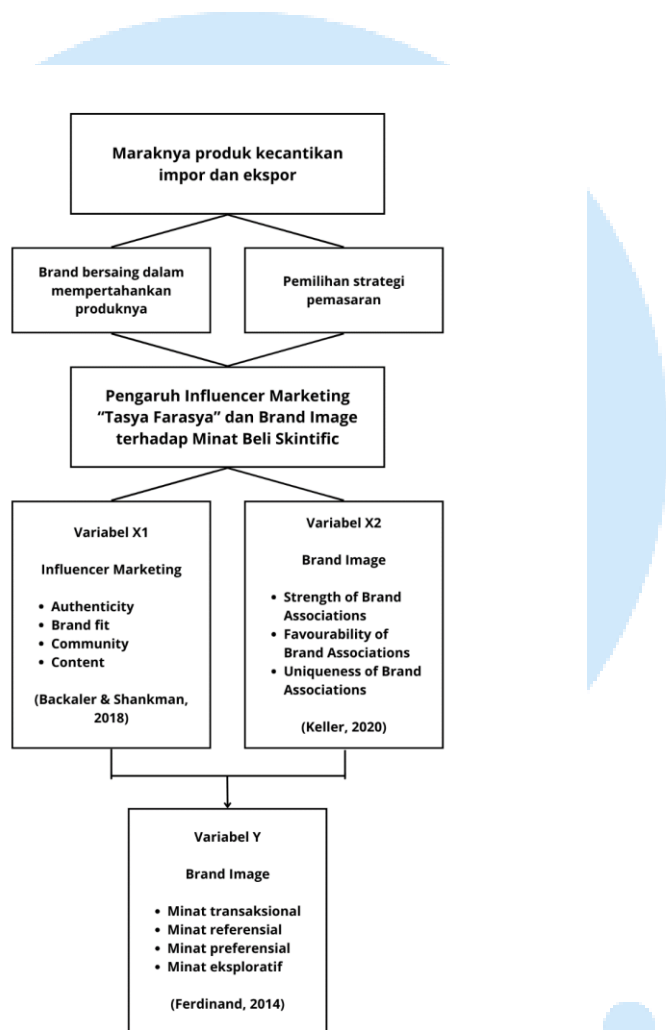 Maraknya produk kecantikan
impor dan ekspor
Brand bersaing dalam
mempertahankan
produknya
Pemilihan strategi
pemasaran
Pengaruh Influencer Marketing
“Tasya Farasya” dan Brand Image
terhadap Minat Beli Skintific
Variabel X1
Influencer Marketing
• Authenticity
• Brand fit
• Community
• Content
(Backaler & Shankman,
2018)
Variabel X2
Brand Image
• Strength of Brand
Associations
• Favourability of
Brand Associations
• Uniqueness of Brand
Associations
(Keller, 2020)
Variabel Y
Brand Image
• Minat transaksional
• Minat referensial
• Minat preferensial
• Minat eksploratif
(Ferdinand, 2014)